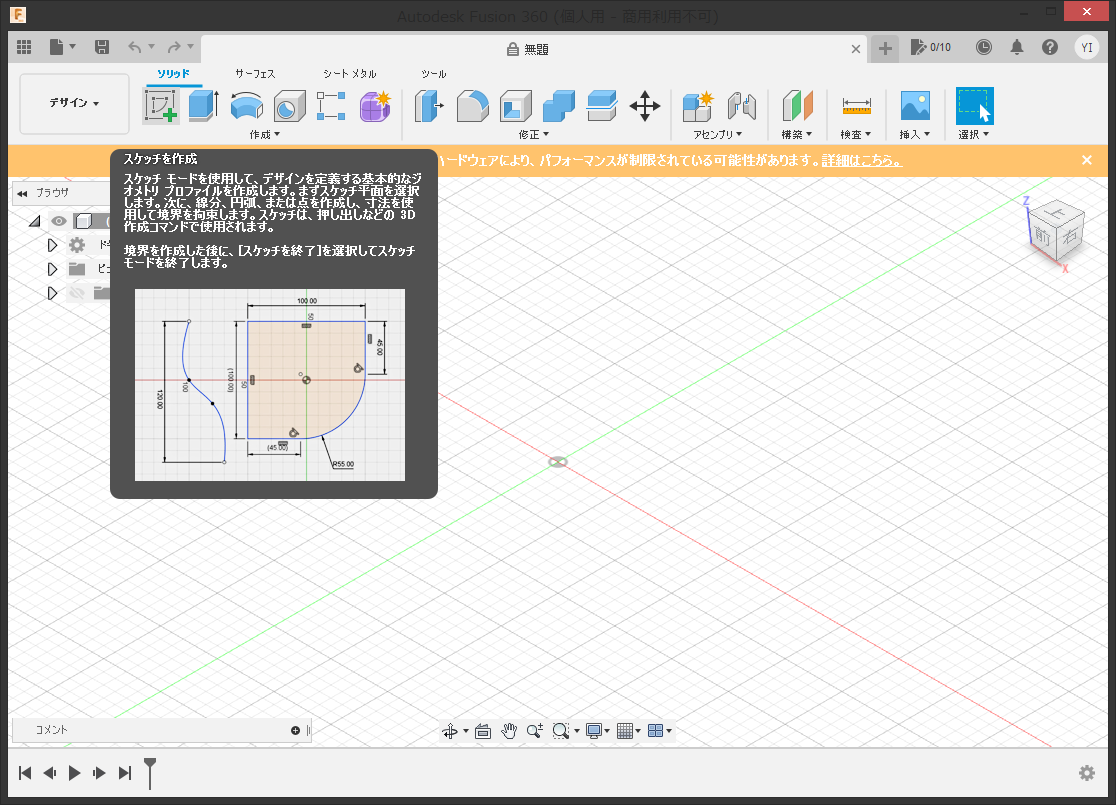 Autodesk Fusion 360 (個人用 - 商用利用不可)
無題
0/10
YI
デザイン
ソリッド
サーフェス
シート メタル
ツール
作成
修正
アセンブリ
構築
検査
挿入
選択
ハードウェアにより、パフォーマンスが制限されている可能性があります。詳細はこちら。
スケッチを作成
スケッチ モードを使用して、デザインを定義する基本的なジ
オメトリ プロファイルを作成します。まずスケッチ平面を選択
します。次に、線分、円弧、または点を作成し、寸法を使
用して境界を拘束します。スケッチは、押し出しなどの 3D
作成コマンドで使用されます。
境界を作成した後に、[スケッチを終了]を選択してスケッチ
モードを終了します。
100.00
50
45.00
(100.00)
50
100
120.00
(45.00)
R55.00
ブラウザ
ドキ
ビュ
Z
上
前
右
X
コメント